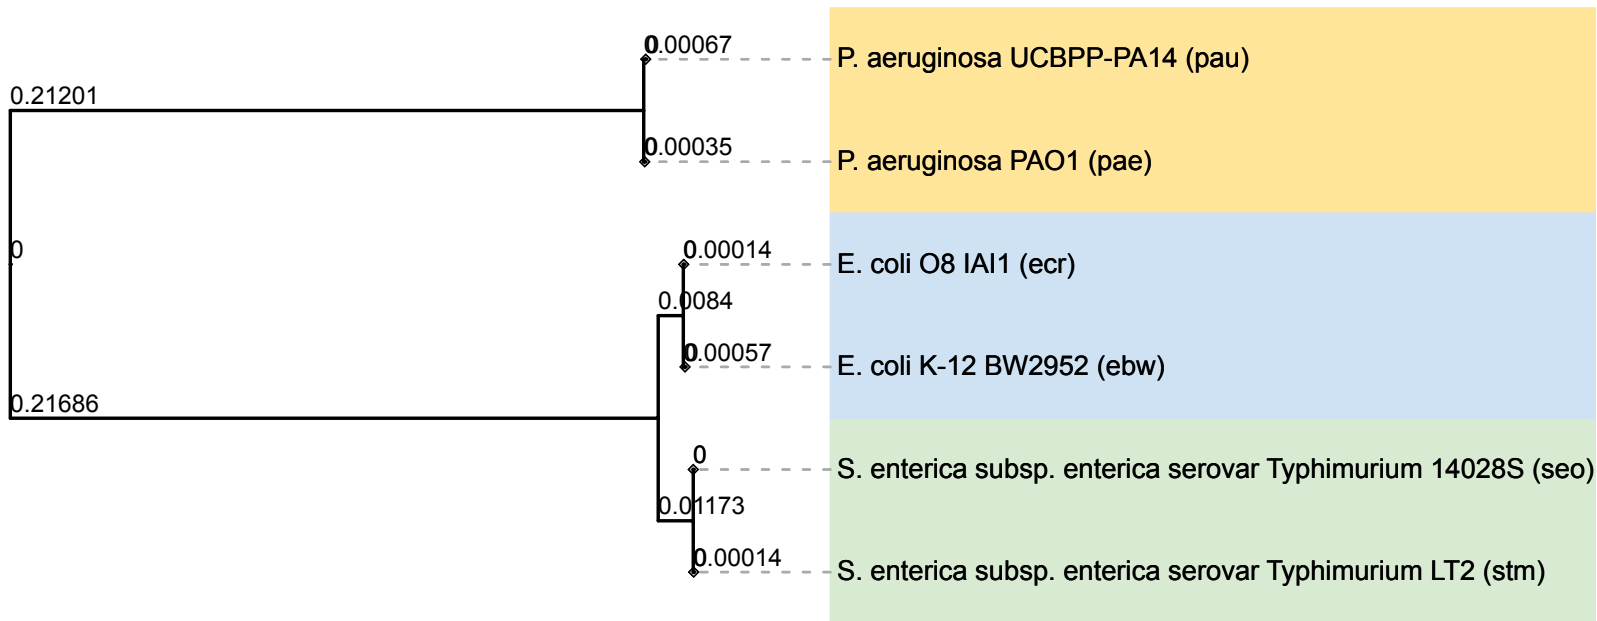 0.00067
P. aeruginosa UCBPP-PA14 (pau)
0.21201
0.00035
P. aeruginosa PAO1 (pae)
0
0.00014
E. coli O8 IAI1 (ecr)
0.0084
0.00057
E. coli K-12 BW2952 (ebw)
0.21686
0
S. enterica subsp. enterica serovar Typhimurium 14028S (seo)
0.01173
0.00014
S. enterica subsp. enterica serovar Typhimurium LT2 (stm)